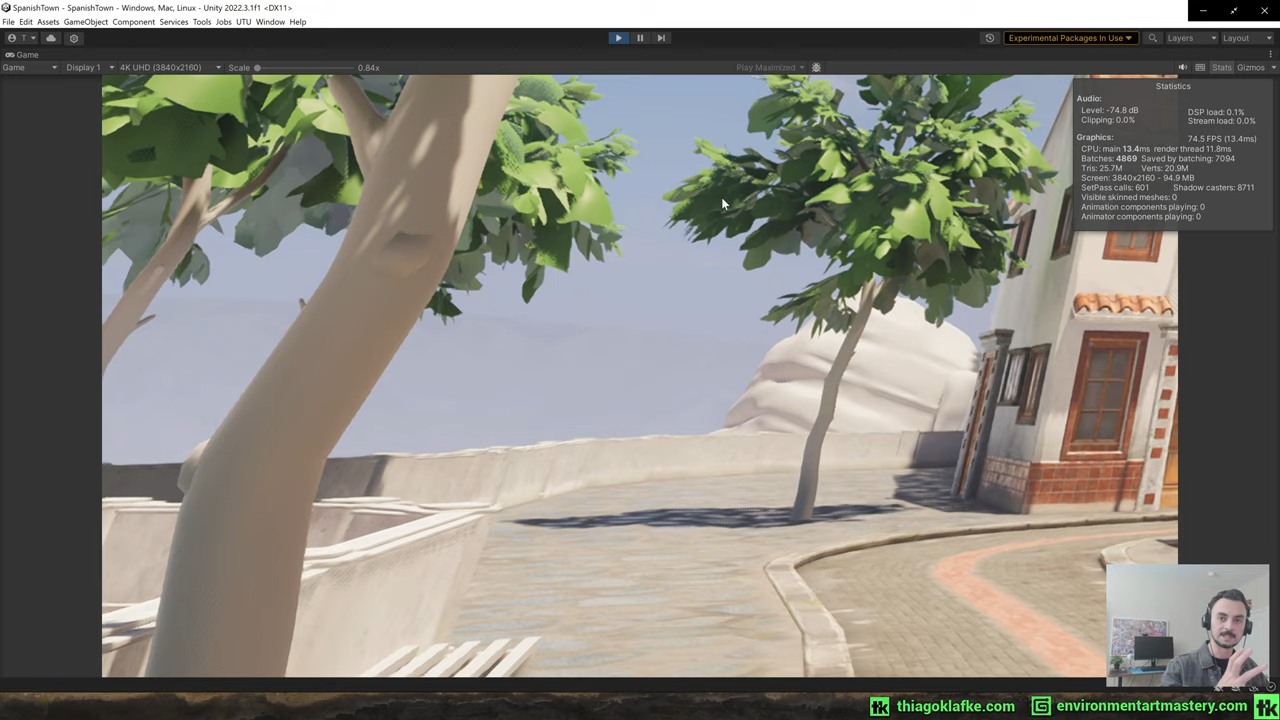 SpanishTown - SpanishTown - Windows, Mac, Linux - Unity 2022.3.1f1 <DX11>
File Edit Assets GameObject Component Services Tools Jobs UTU Window Help
T
Experimental Packages In Use
Layers
Layout
Game
Game
Display 1
4K UHD (3840x2160)
Scale
0.84x
Play Maximized
Stats
Gizmos
Statistics
Audio:
Level: -74.8 dB
DSP load: 0.1%
Clipping: 0.0%
Stream load: 0.0%
Graphics:
74.5 FPS (13.4ms)
CPU: main 13.4ms render thread 11.8ms
Batches: 4869 Saved by batching: 7094
Tris: 25.7M Verts: 20.9M
Screen: 3840x2160 - 94.9 MB
SetPass calls: 601 Shadow casters: 8711
Visible skinned meshes: 0
Animation components playing: 0
Animator components playing: 0
tk thiagoklafke.com
environmentartmastery.com tk